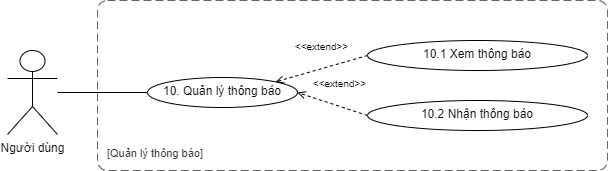 <<extend>>
10.1 Xem thông báo
10. Quản lý thông báo
<<extend>>
10.2 Nhận thông báo
Người dùng
[Quản lý thông báo]